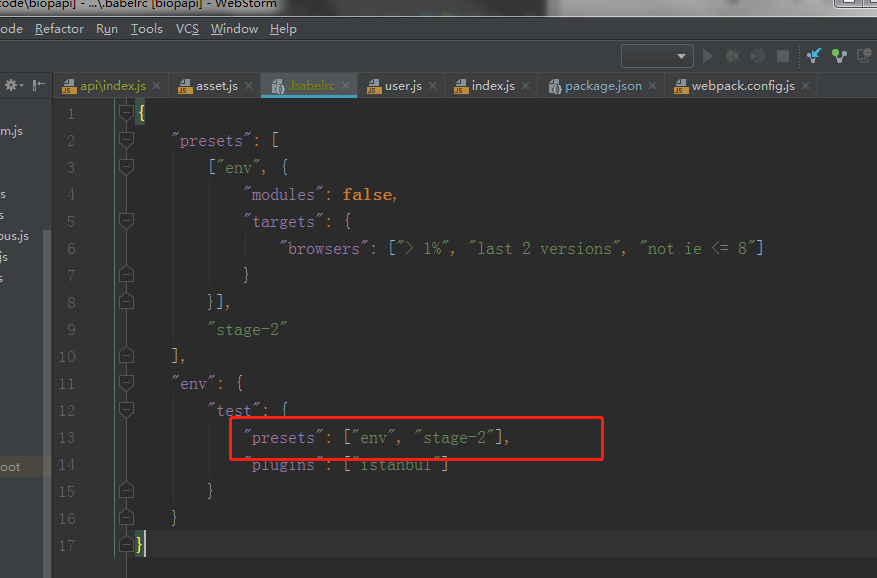 code\biopapi] - ...\.babelrc [biopapi] - WebStorm
ode Refactor Run Tools VCS Window Help
api\index.js asset.js .babelrc user.js index.js package.json webpack.config.js
m.js
s
s
ous.js
js
s
oot
1 {
2 "presets": [
3 ["env", {
4 "modules": false,
5 "targets": {
6 "browsers": ["> 1%", "last 2 versions", "not ie <= 8"]
7 }
8 }],
9 "stage-2"
10 ],
11 "env": {
12 "test": {
13 "presets": ["env", "stage-2"],
14 "plugins": ["istanbul"]
15 }
16 }
17 }